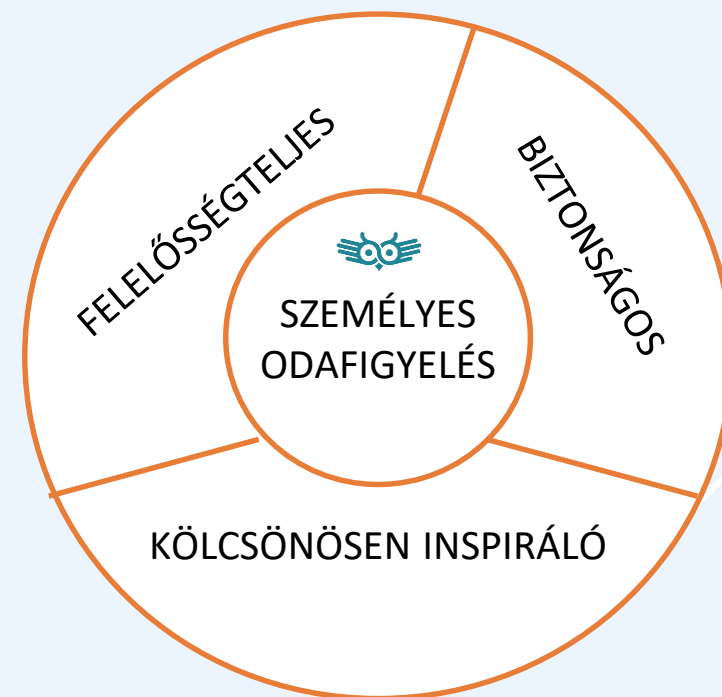 FELELŐSSÉGTELJES
BIZTONSÁGOS
SZEMÉLYES
ODAFIGYELÉS
KÖLCSÖNÖSEN INSPIRÁLÓ